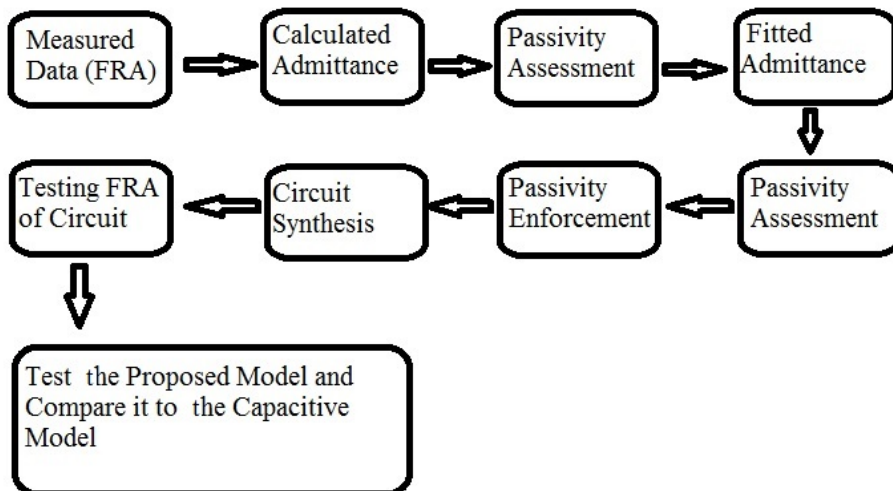 Measured
Data (FRA)
Calculated
Admittance
Passivity
Assessment
Fitted
Admittance
Passivity
Assessment
Passivity
Enforcement
Circuit
Synthesis
Testing FRA
of Circuit
Test the Proposed Model and
Compare it to the Capacitive
Model